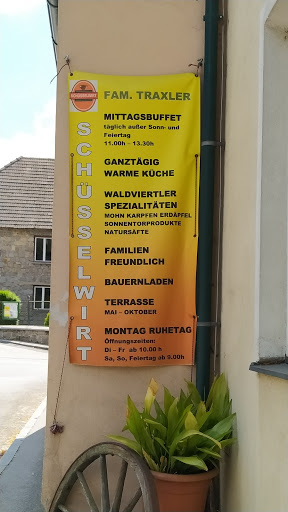 FAM. TRAXLER
SCHÜSSELWIRT
MITTAGSBUFFET
täglich außer Sonn- und
Feiertag
11.00h – 13.30h
GANZTÄGIG
WARME KÜCHE
WALDVIERTLER
SPEZIALITÄTEN
MOHN KARPFEN ERDÄPFEL
SONNENTORPRODUKTE
NATURSÄFTE
FAMILIEN
FREUNDLICH
BAUERNLADEN
TERRASSE
MAI – OKTOBER
MONTAG RUHETAG
Öffnungszeiten:
Di – Fr ab 10.00 h
Sa, So, Feiertag ab 9.00h